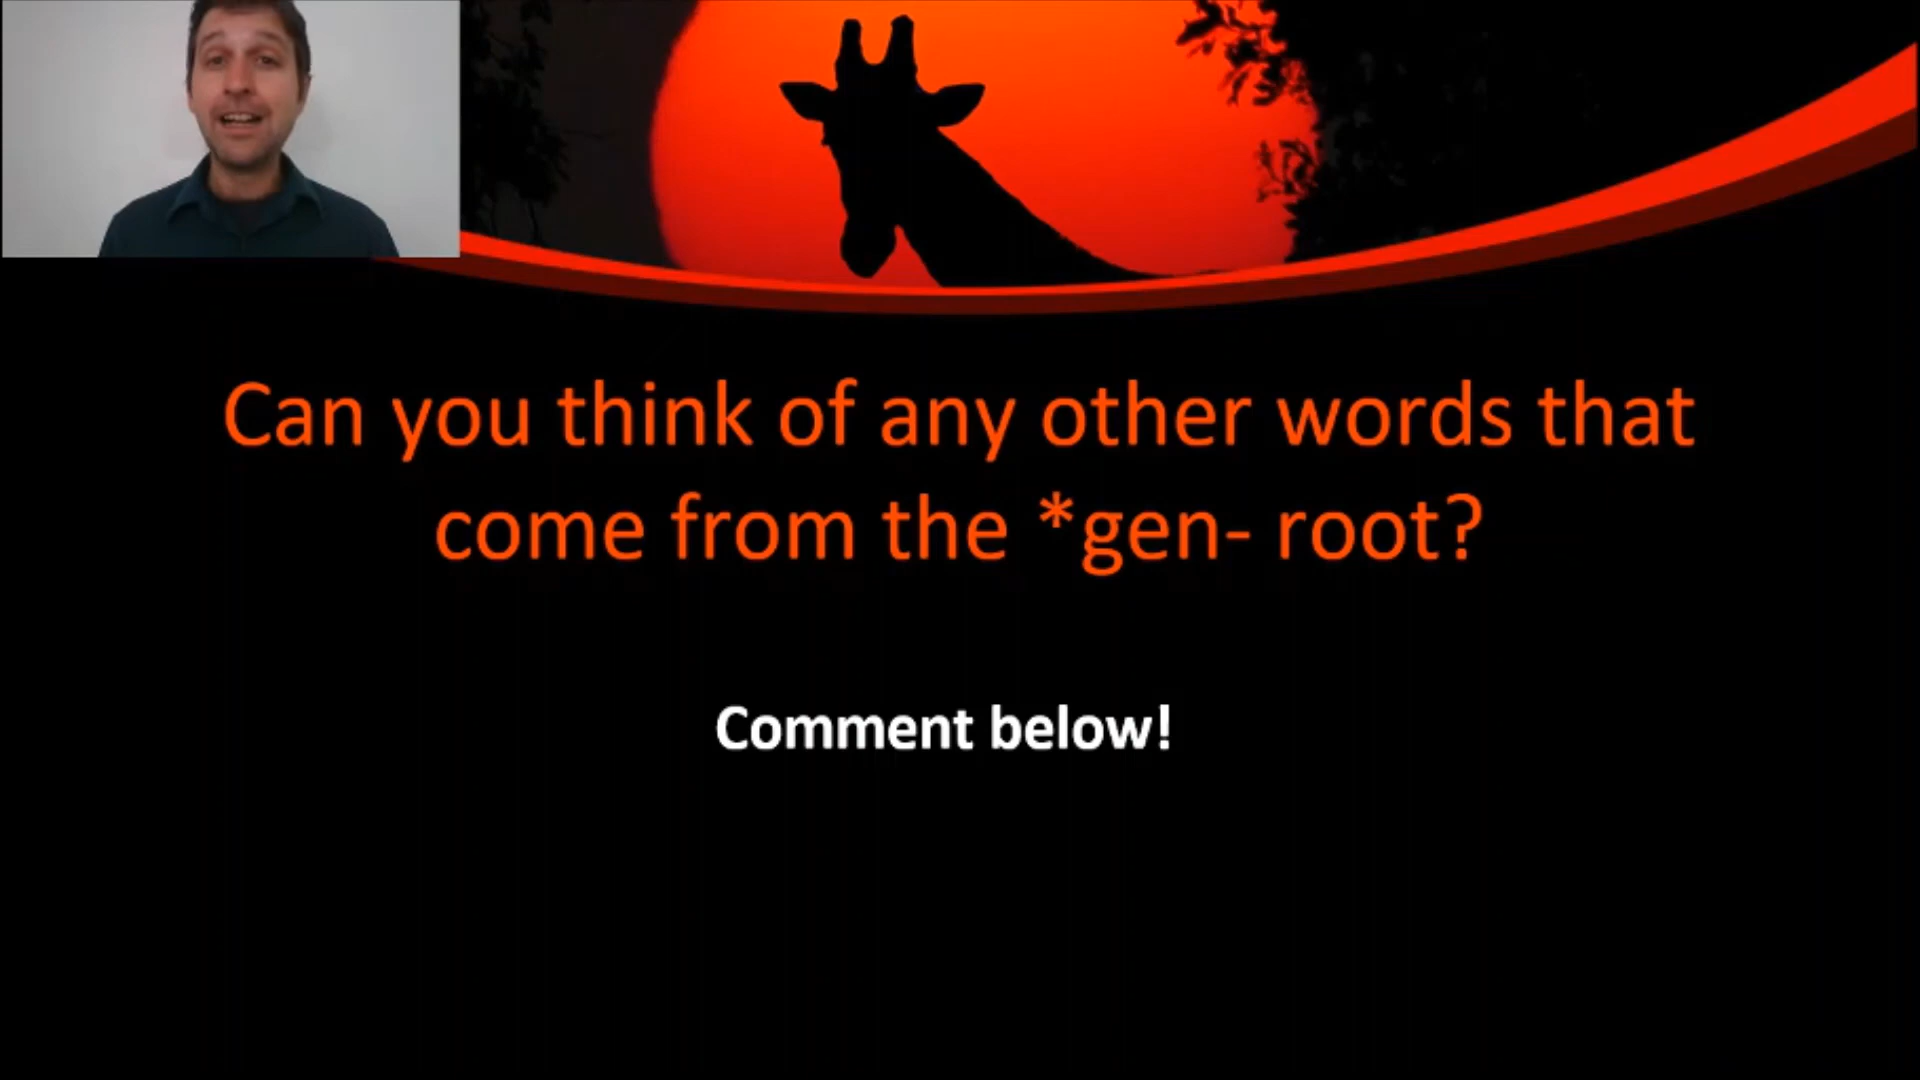 Can you think of any other words that
come from the *gen- root?
Comment below!